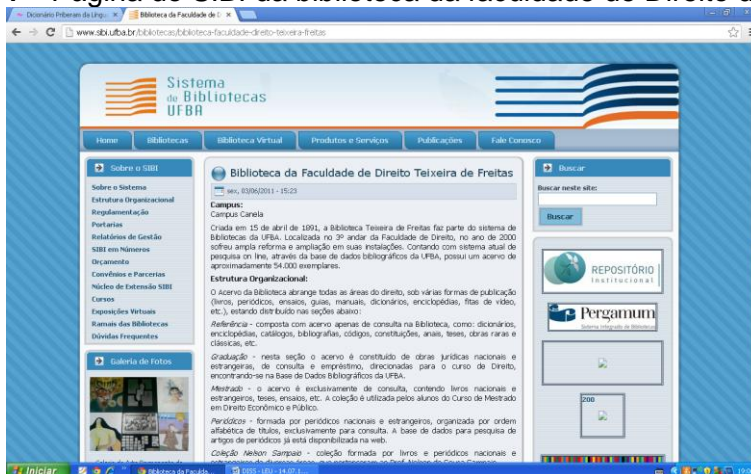 Página do SIBI da biblioteca da faculdade de Direito
Dicionário Priberam da Língu
Biblioteca da Faculdade de D
www.sbi.ufba.br/bibliotecas/biblioteca-faculdade-direito-teixeira-freitas
Sistema
de Bibliotecas
UFBA
Home
Bibliotecas
Biblioteca Virtual
Produtos e Serviços
Publicações
Fale Conosco
Sobre o SIBI
Sobre o Sistema
Estrutura Organizacional
Regulamentação
Portarias
Relatórios de Gestão
SIBI em Números
Orçamento
Convênios e Parcerias
Núcleo de Extensão SIBI
Cursos
Exposições Virtuais
Ramais das Bibliotecas
Dúvidas Frequentes
Galeria de Fotos
Biblioteca da Faculdade de Direito Teixeira de Freitas
sex, 03/06/2011 - 15:23
Campus:
Campus Canela
Criada em 15 de abril de 1891, a Biblioteca Teixeira de Freitas faz parte do sistema de
Bibliotecas da UFBA. Localizada no 3º andar da Faculdade de Direito, no ano de 2000
sofreu ampla reforma e ampliação em suas instalações. Contando com sistema atual de
pesquisa on line, através da base de dados bibliográficos da UFBA, possui um acervo de
aproximadamente 54.000 exemplares.
Estrutura Organizacional:
O Acervo da Biblioteca abrange todas as áreas do direito, sob várias formas de publicação
(livros, periódicos, ensaios, guias, manuais, dicionários, enciclopédias, fitas de vídeo,
etc.), estando distribuído nas seções abaixo:
Referência - composta com acervo apenas de consulta na Biblioteca, como: dicionários,
enciclopédias, catálogos, bibliografias, códigos, constituições, anais, teses, obras raras e
clássicas, etc.
Graduação - nesta seção o acervo é constituído de obras jurídicas nacionais e
estrangeiras, de consulta e empréstimo, direcionadas para o curso de Direito,
encontrando-se na Base de Dados Bibliográficos da UFBA.
Mestrado - o acervo é exclusivamente de consulta, contendo livros nacionais e
estrangeiros, teses, ensaios, etc. A coleção é utilizada pelos alunos do Curso de Mestrado
em Direito Econômico e Público.
Periódicos - formada por periódicos nacionais e estrangeiros, organizada por ordem
alfabética de títulos, exclusivamente para consulta. A base de dados para pesquisa de
artigos de periódicos já está disponibilizada na web.
Coleção Nelson Sampaio - coleção formada por livros e periódicos nacionais e
Buscar
Buscar neste site:
Buscar
REPOSITÓRIO
Institucional
Pergamum
Sistema Integrado de Bibliotecas
200
Iniciar
Biblioteca da Facul...
DISS - LEU - 14.07.1...